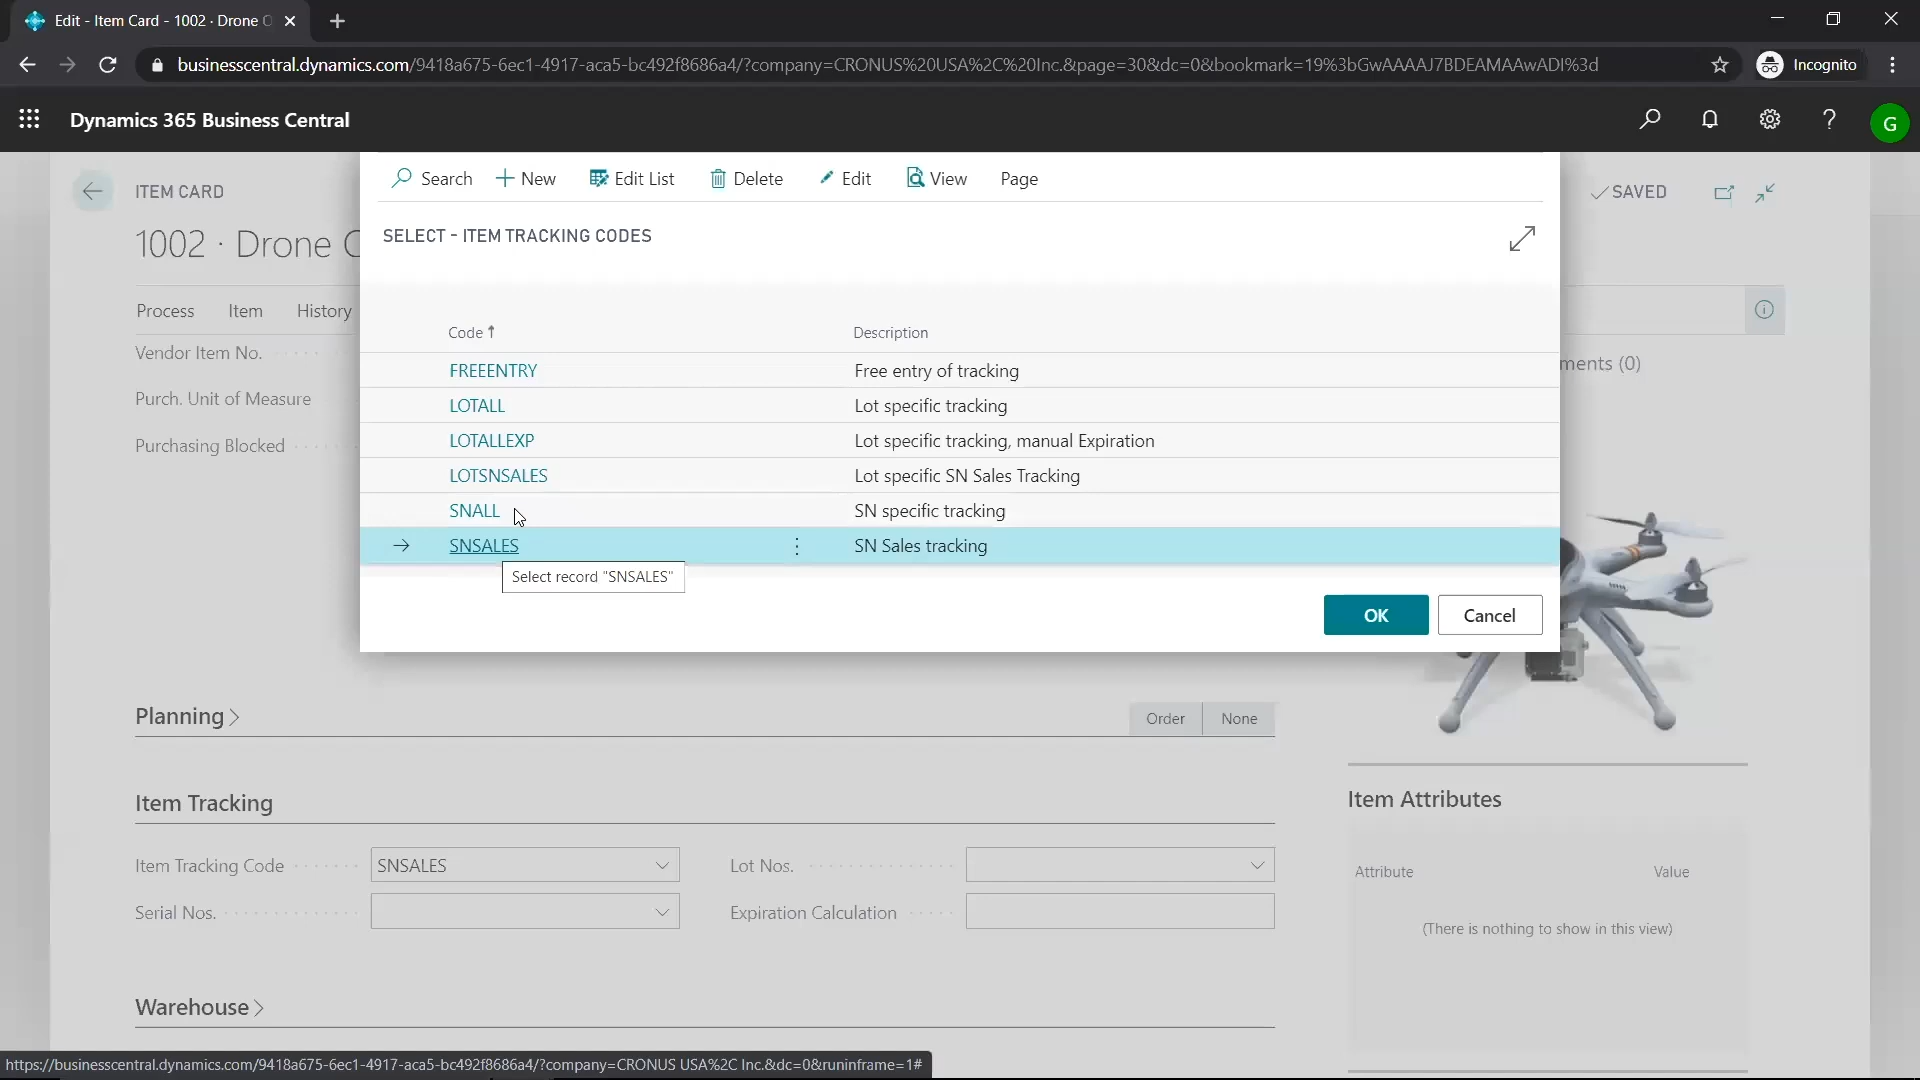 Edit - Item Card - 1002 · Drone C
businesscentral.dynamics.com/9418a675-6ec1-4917-aca5-bc492f8686a4/?company=CRONUS%20USA%2C%20Inc.&page=30&dc=0&bookmark=19%3bGwAAAAJ7BDEAMAAwADI%3d
Incognito
Dynamics 365 Business Central
G
ITEM CARD
Search
New
Edit List
Delete
Edit
View
Page
SAVED
1002 · Drone C
SELECT - ITEM TRACKING CODES
Process
Item
History
Code ↑
Description
Vendor Item No.
FREEENTRY
Free entry of tracking
ments (0)
Purch. Unit of Measure
LOTALL
Lot specific tracking
Purchasing Blocked
LOTALLEXP
Lot specific tracking, manual Expiration
LOTSNSALES
Lot specific SN Sales Tracking
SNALL
SN specific tracking
SNSALES
SN Sales tracking
Select record "SNSALES"
OK
Cancel
Planning
Order
None
Item Tracking
Item Attributes
Item Tracking Code
SNSALES
Lot Nos.
Attribute
Value
Serial Nos.
Expiration Calculation
(There is nothing to show in this view)
Warehouse
https://businesscentral.dynamics.com/9418a675-6ec1-4917-aca5-bc492f8686a4/?company=CRONUS USA%2C Inc.&dc=0&runinframe=1#